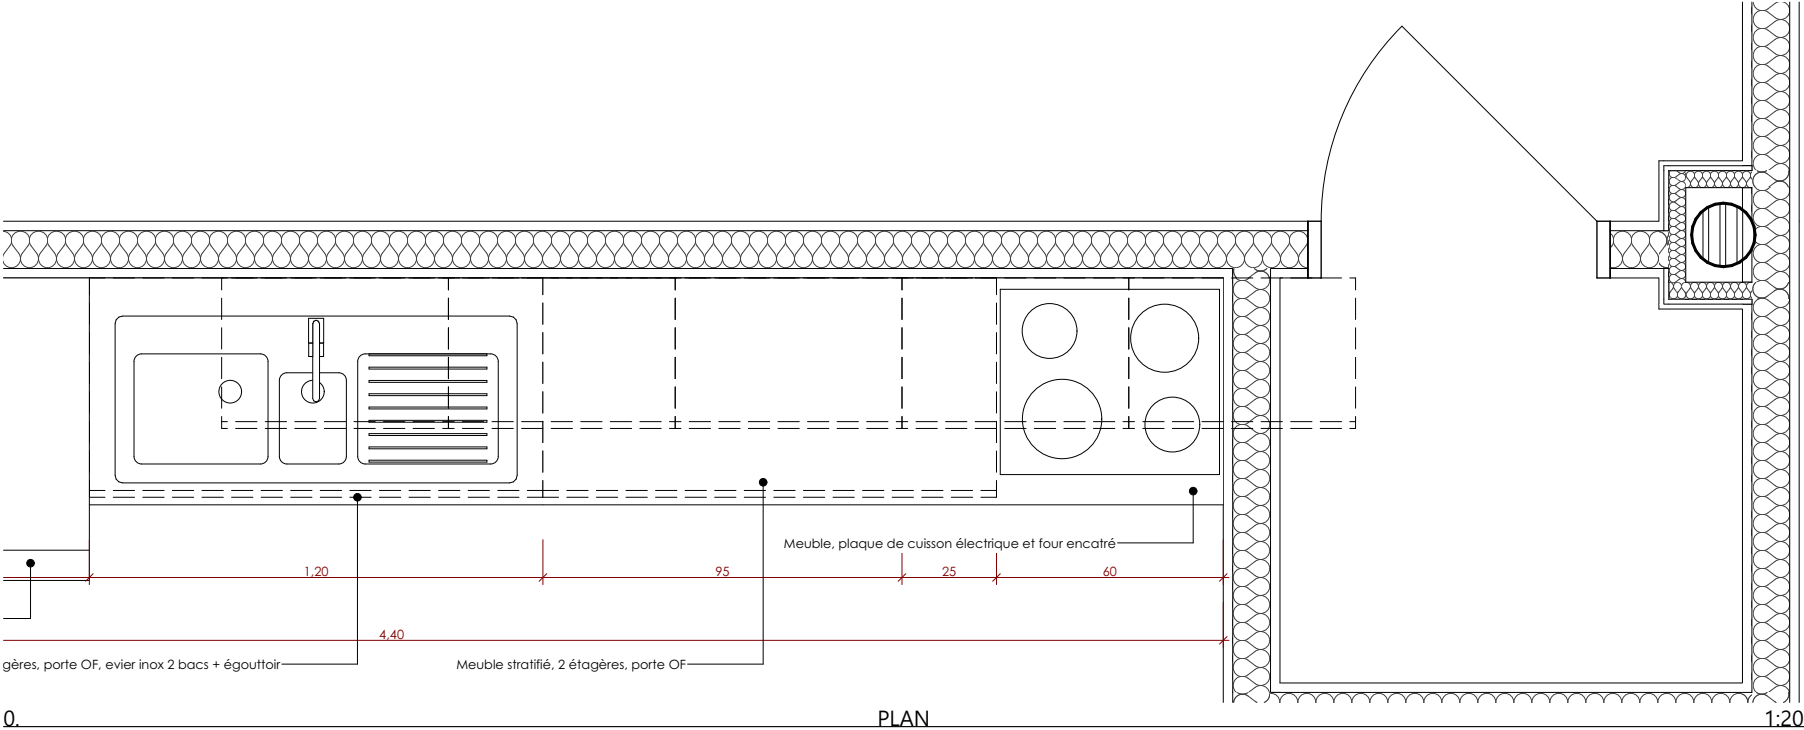 Meuble, plaque de cuisson électrique et four encatré
1,20 95 25 60
4,40
gères, porte OF, evier inox 2 bacs + égouttoir Meuble stratifié, 2 étagères, porte OF
0. PLAN 1:20